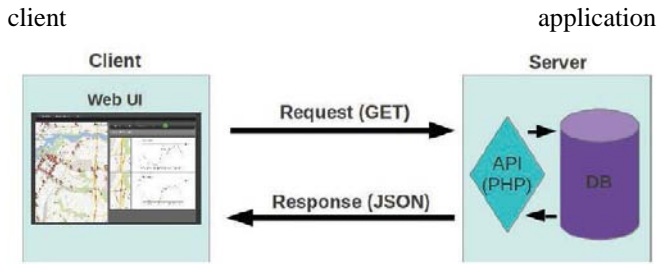 client application
Client
Server
Web UI
Request (GET)
API
(PHP)
DB
Response (JSON)